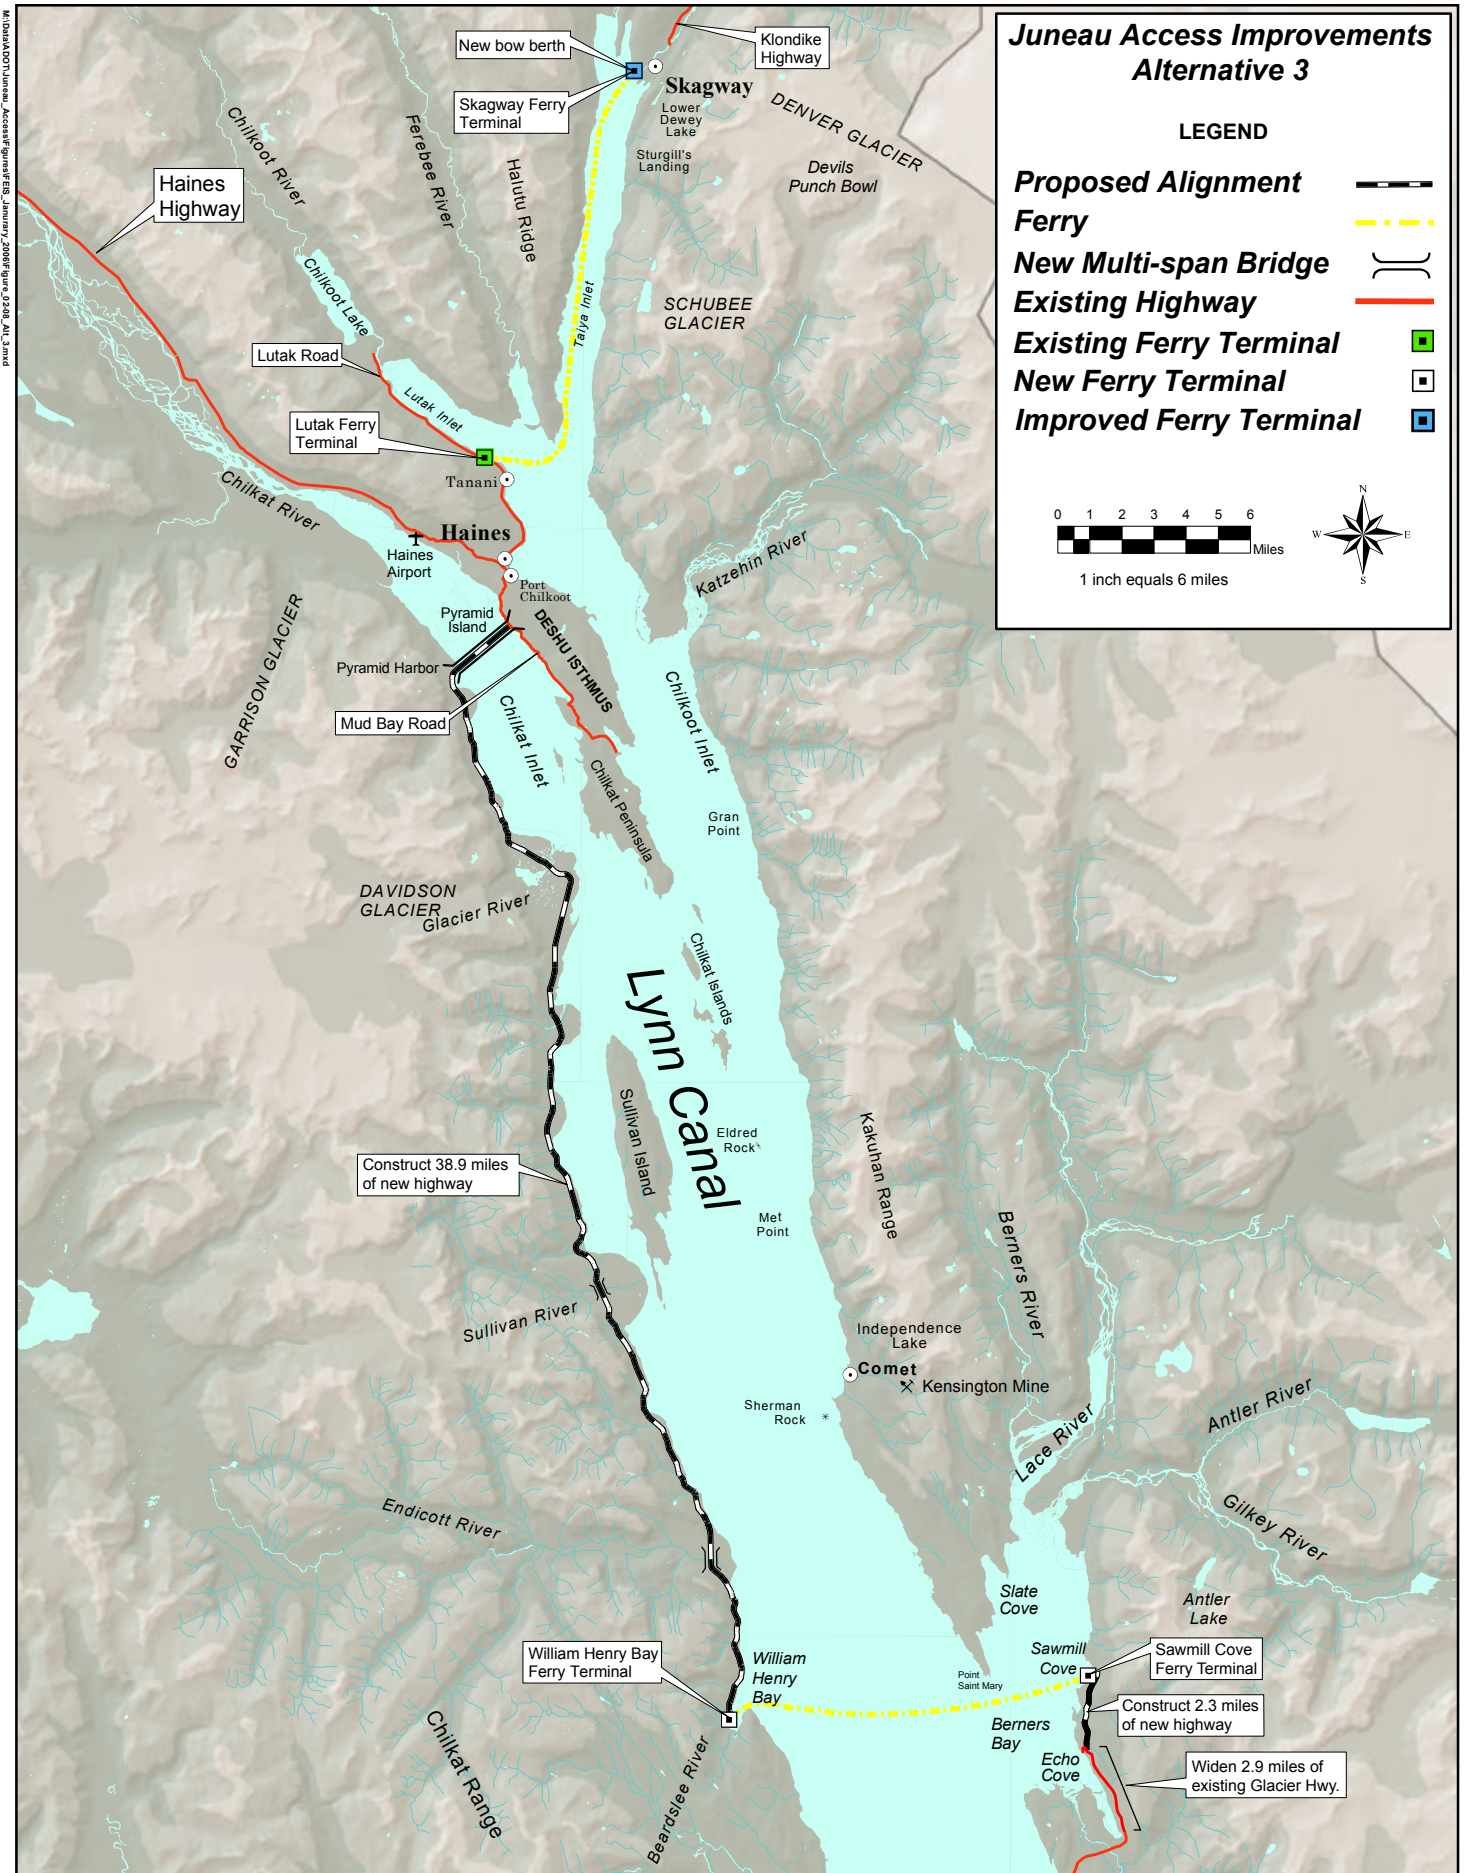 M:\Data\ADOT\Juneau_Access\Figures\FEIS_Janurary_2006\Figure_02-08_Alt_3.mxd
Juneau Access Improvements
Alternative 3
LEGEND
Proposed Alignment
Ferry
New Multi-span Bridge
Existing Highway
Existing Ferry Terminal
New Ferry Terminal
Improved Ferry Terminal
0 1 2 3 4 5 6
Miles
1 inch equals 6 miles
N
W
E
S
New bow berth
Klondike
Highway
Skagway
Skagway Ferry
Terminal
Lower
Dewey
Lake
DENVER GLACIER
Sturgill's
Landing
Devils
Punch Bowl
Chilkoot River
Ferebee River
Halutu Ridge
Haines
Highway
Chilkoot Lake
Taiya Inlet
SCHUBEE
GLACIER
Lutak Road
Lutak Inlet
Lutak Ferry
Terminal
Tanani
Chilkat River
Haines
Haines
Airport
Port
Chilkoot
Katzehin River
Pyramid
Island
DESHU ISTHMUS
GARRISON GLACIER
Pyramid Harbor
Mud Bay Road
Chilkat Inlet
Chilkoot Inlet
Chilkat Peninsula
Gran
Point
DAVIDSON
GLACIER
Glacier River
Chilkat Islands
Lynn Canal
Sullivan Island
Eldred
Rock
Kakuhan Range
Construct 38.9 miles
of new highway
Met
Point
Berners River
Sullivan River
Independence
Lake
Comet
Kensington Mine
Sherman
Rock
Lace River
Antler River
Endicott River
Gilkey River
Slate
Cove
Antler
Lake
William Henry Bay
Ferry Terminal
William
Henry
Bay
Sawmill
Cove
Sawmill Cove
Ferry Terminal
Point
Saint Mary
Construct 2.3 miles
of new highway
Berners
Bay
Echo
Cove
Widen 2.9 miles of
existing Glacier Hwy.
Chilkat Range
Beardslee River